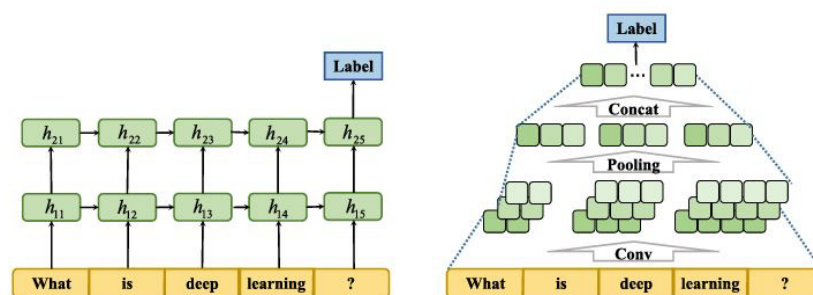 Label
h21 h22 h23 h24 h25
h11 h12 h13 h14 h15
What is deep learning ?
Label
...
Concat
Pooling
Conv
What is deep learning ?